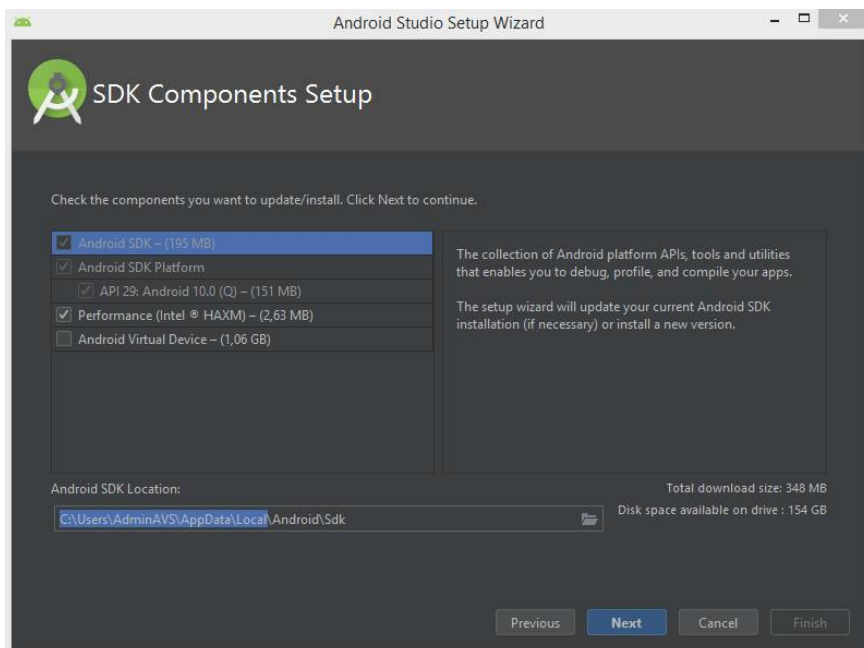 Android Studio Setup Wizard
SDK Components Setup
Check the components you want to update/install. Click Next to continue.
Android SDK – (195 MB)
Android SDK Platform
API 29: Android 10.0 (Q) – (151 MB)
Performance (Intel ® HAXM) – (2,63 MB)
Android Virtual Device – (1,06 GB)
The collection of Android platform APIs, tools and utilities
that enables you to debug, profile, and compile your apps.
The setup wizard will update your current Android SDK
installation (if necessary) or install a new version.
Android SDK Location:
C:\Users\AdminAVS\AppData\Local\Android\Sdk
Total download size: 348 MB
Disk space available on drive : 154 GB
Previous
Next
Cancel
Finish